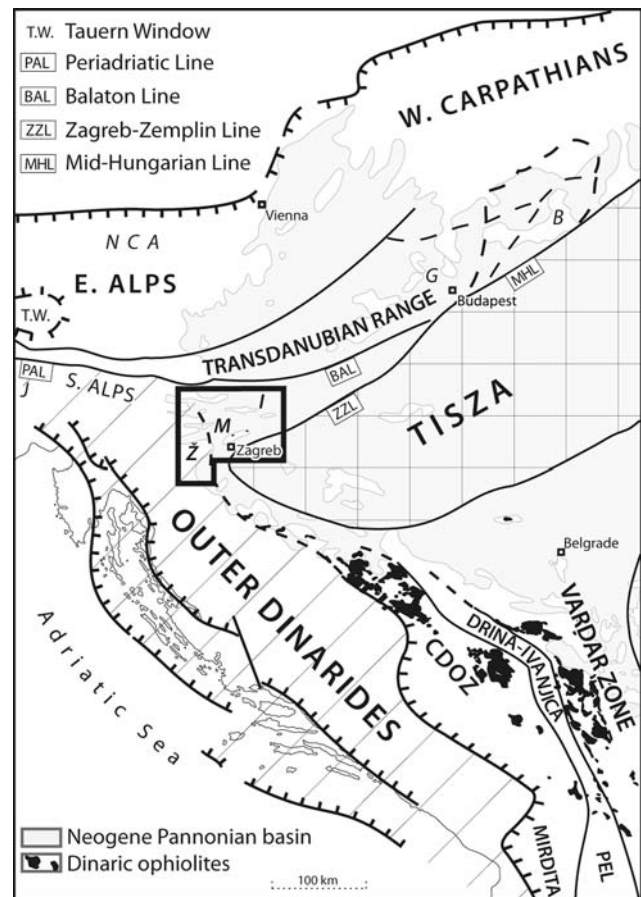 T.W. Tauern Window
PAL Periadriatic Line
BAL Balaton Line
ZZL Zagreb-Zemplin Line
MHL Mid-Hungarian Line
W. CARPATHIANS
Vienna
NCA
B
E. ALPS
G
MHL
Budapest
T.W.
TRANSDANUBIAN RANGE
PAL
S. ALPS
BAL
J
I
ZZL
TISZA
M
Ž
Zagreb
OUTER DINARIDES
Belgrade
Adriatic Sea
DRINA-IVANJICA
VARDAR ZONE
CDOZ
MIRDITA
PEL
Neogene Pannonian basin
Dinaric ophiolites
100 km